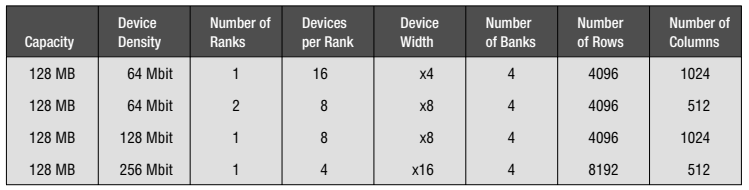 Capacity Device Density Number of Ranks Devices per Rank Device Width Number of Banks Number of Rows Number of Columns
128 MB 64 Mbit 1 16 x4 4 4096 1024
128 MB 64 Mbit 2 8 x8 4 4096 512
128 MB 128 Mbit 1 8 x8 4 4096 1024
128 MB 256 Mbit 1 4 x16 4 8192 512